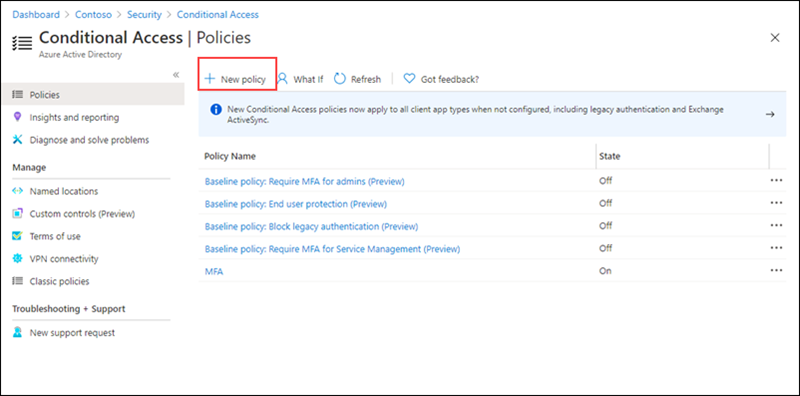 Dashboard > Contoso > Security > Conditional Access
Conditional Access | Policies
Azure Active Directory
Policies
Insights and reporting
Diagnose and solve problems
Manage
Named locations
Custom controls (Preview)
Terms of use
VPN connectivity
Classic policies
Troubleshooting + Support
New support request
New policy What If Refresh Got feedback?
New Conditional Access policies now apply to all client app types when not configured, including legacy authentication and Exchange
ActiveSync.
Policy Name State
Baseline policy: Require MFA for admins (Preview) Off
Baseline policy: End user protection (Preview) Off
Baseline policy: Block legacy authentication (Preview) Off
Baseline policy: Require MFA for Service Management (Preview) Off
MFA On